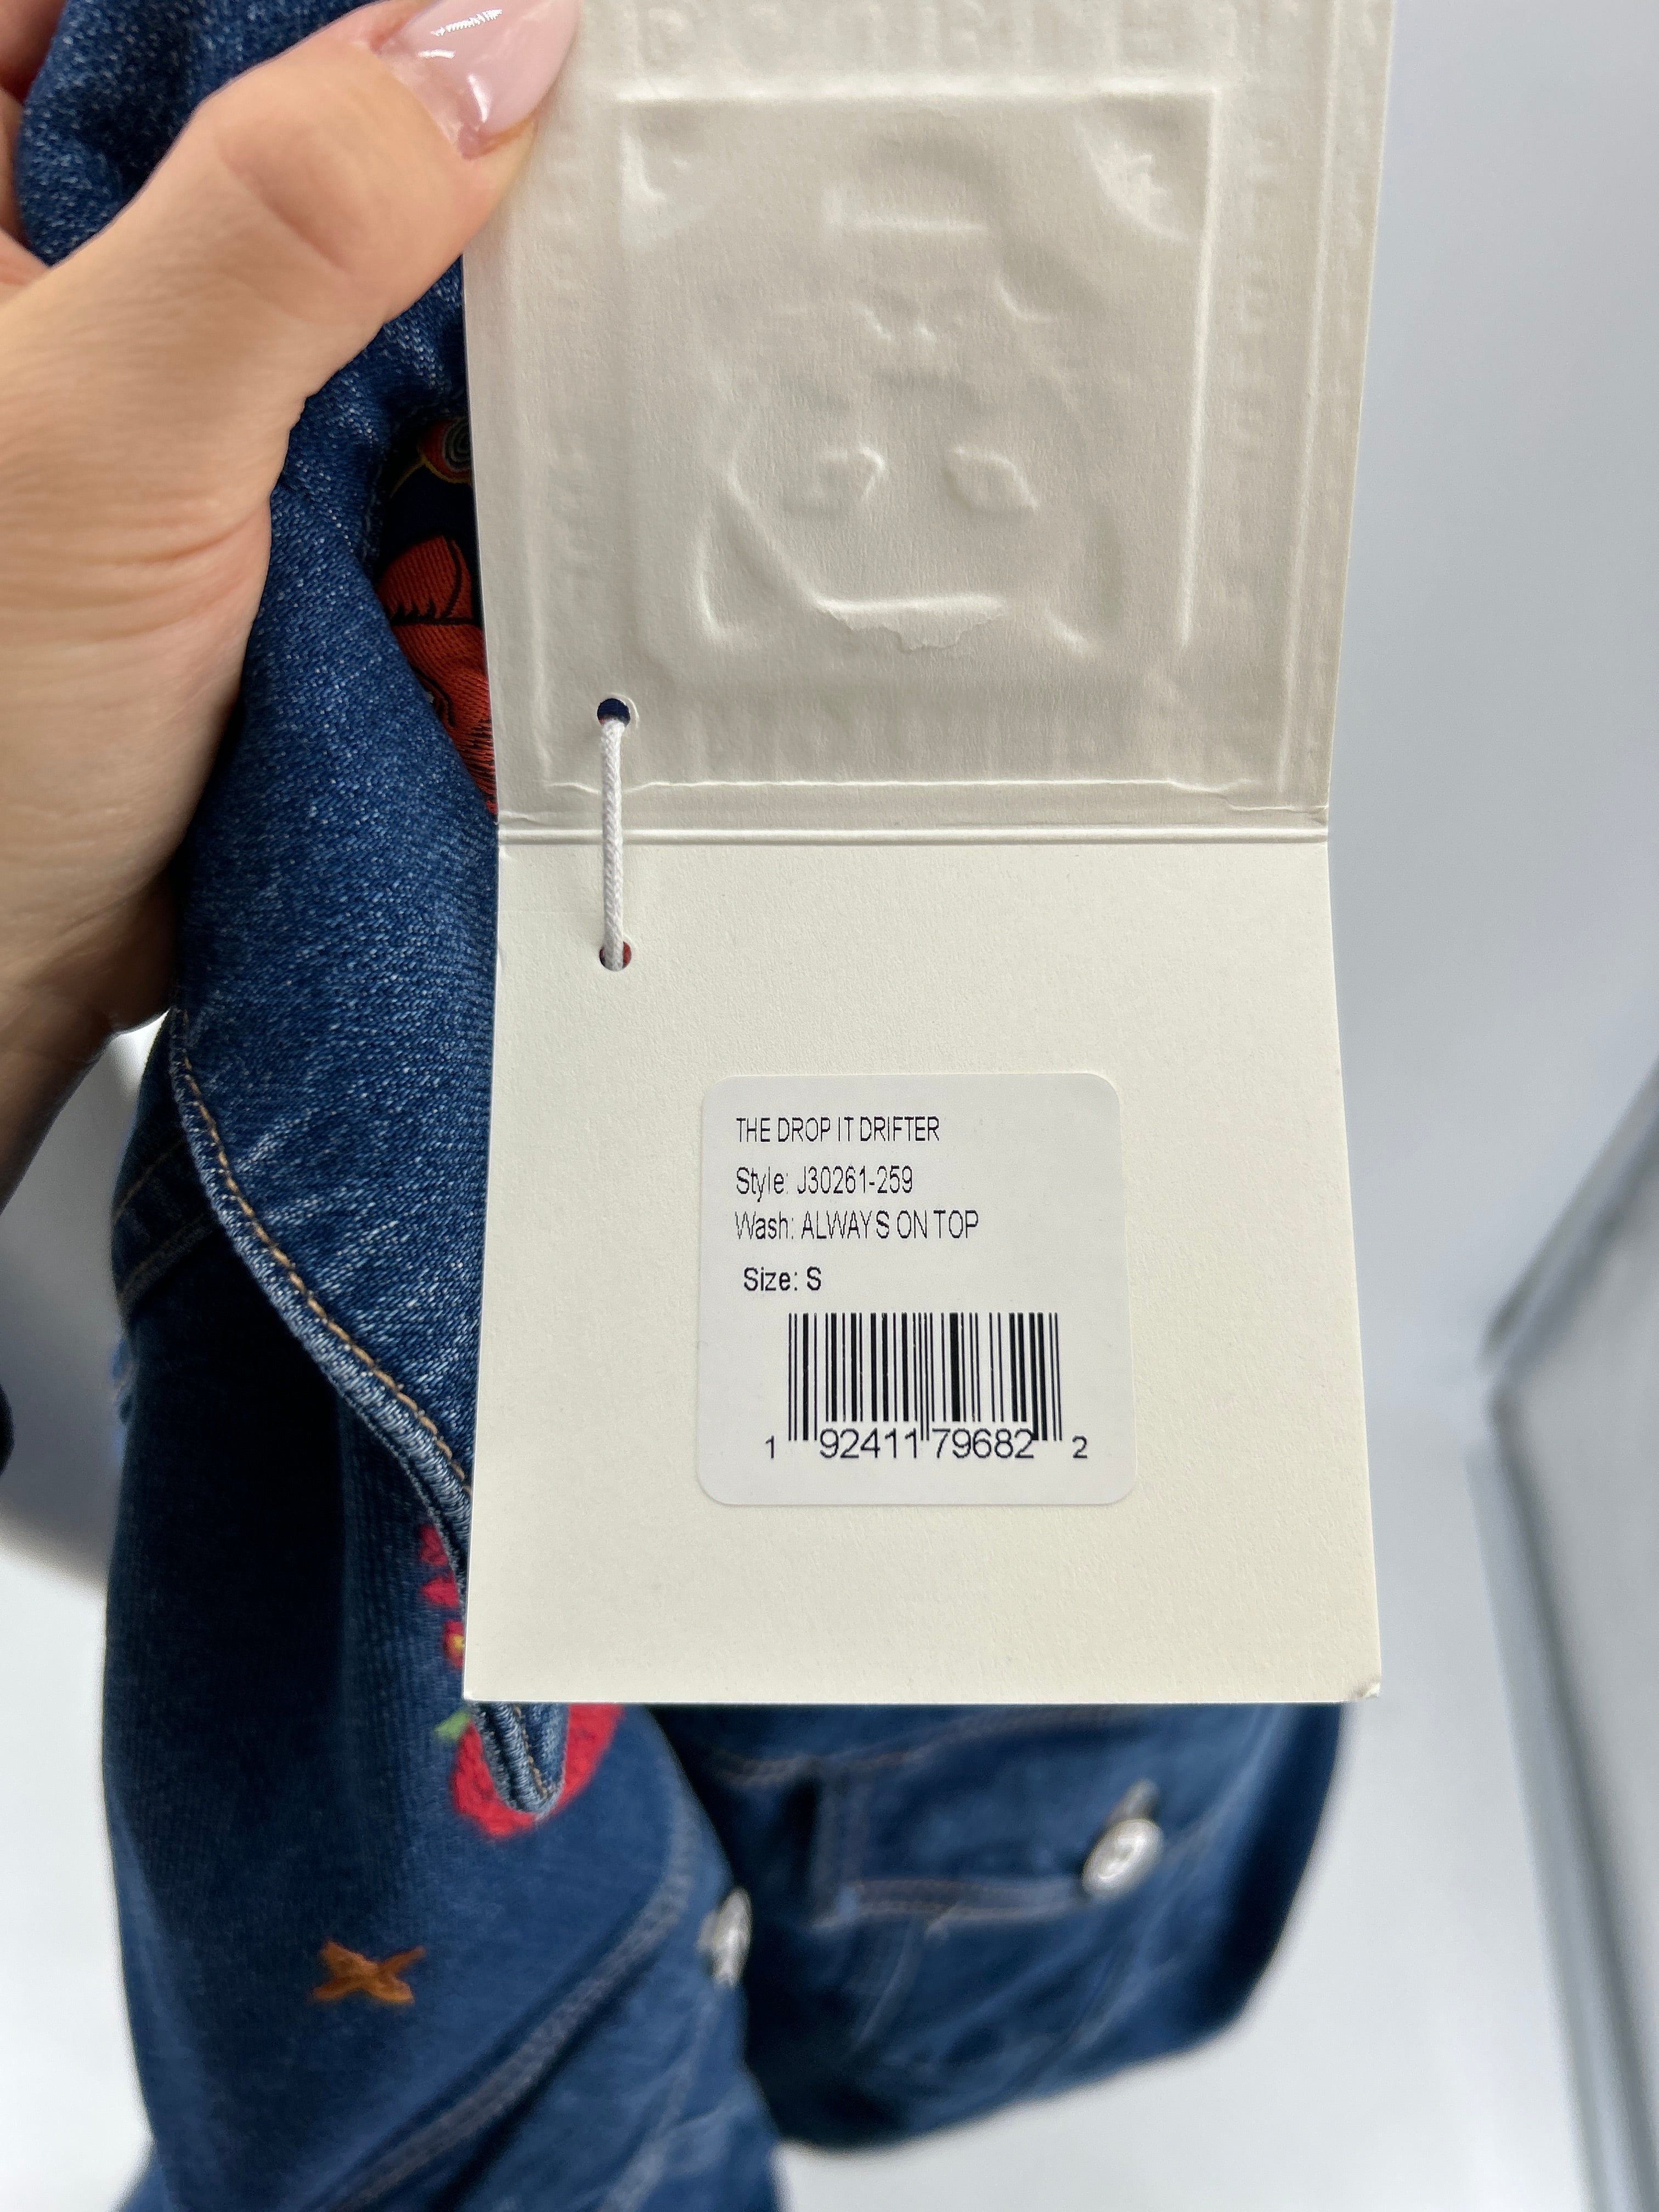 THE DROP IT DRIFTER
Style: J30261-259
Wash: ALWAYS ON TOP
Size: S
1 92411 79682 2